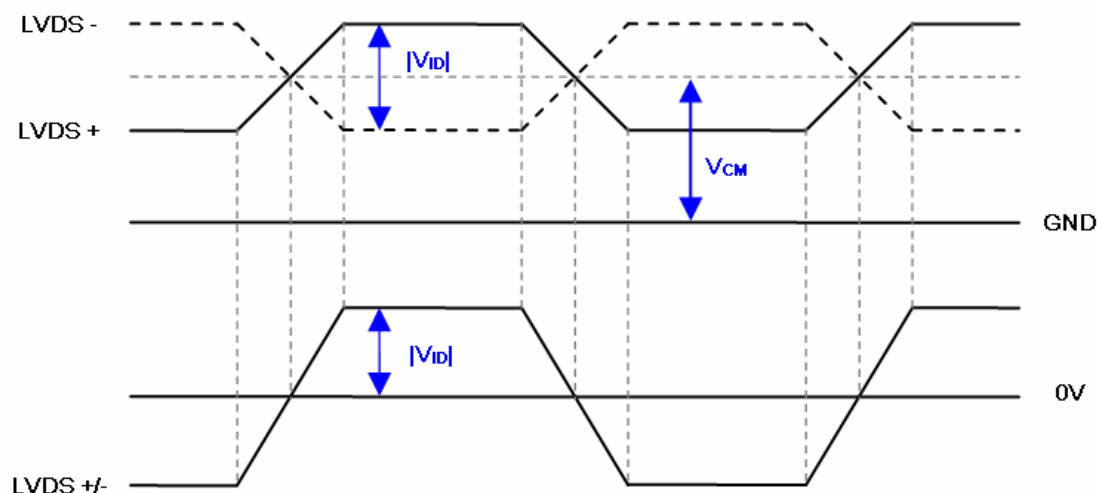 LVDS -
|VID|
LVDS +
VCM
GND
|VID|
0V
LVDS +/-